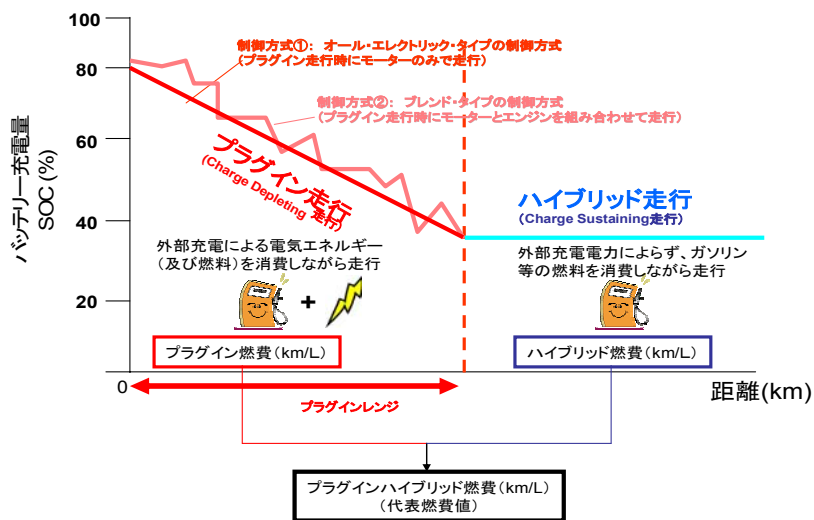 100
80
60
40
20
0
バッテリー充電量
SOC (%)
制御方式①： オール・エレクトリック・タイプの制御方式
(プラグイン走行時にモーターのみで走行)
制御方式②： ブレンド・タイプの制御方式
(プラグイン走行時にモーターとエンジンを組み合わせて走行)
プラグイン走行
(Charge Depleting 走行)
ハイブリッド走行
(Charge Sustaining走行)
外部充電による電気エネルギー
(及び燃料)を消費しながら走行
外部充電電力によらず、ガソリン
等の燃料を消費しながら走行
+
プラグイン燃費(km/L)
ハイブリッド燃費(km/L)
距離(km)
プラグインレンジ
プラグインハイブリッド燃費(km/L)
(代表燃費値)